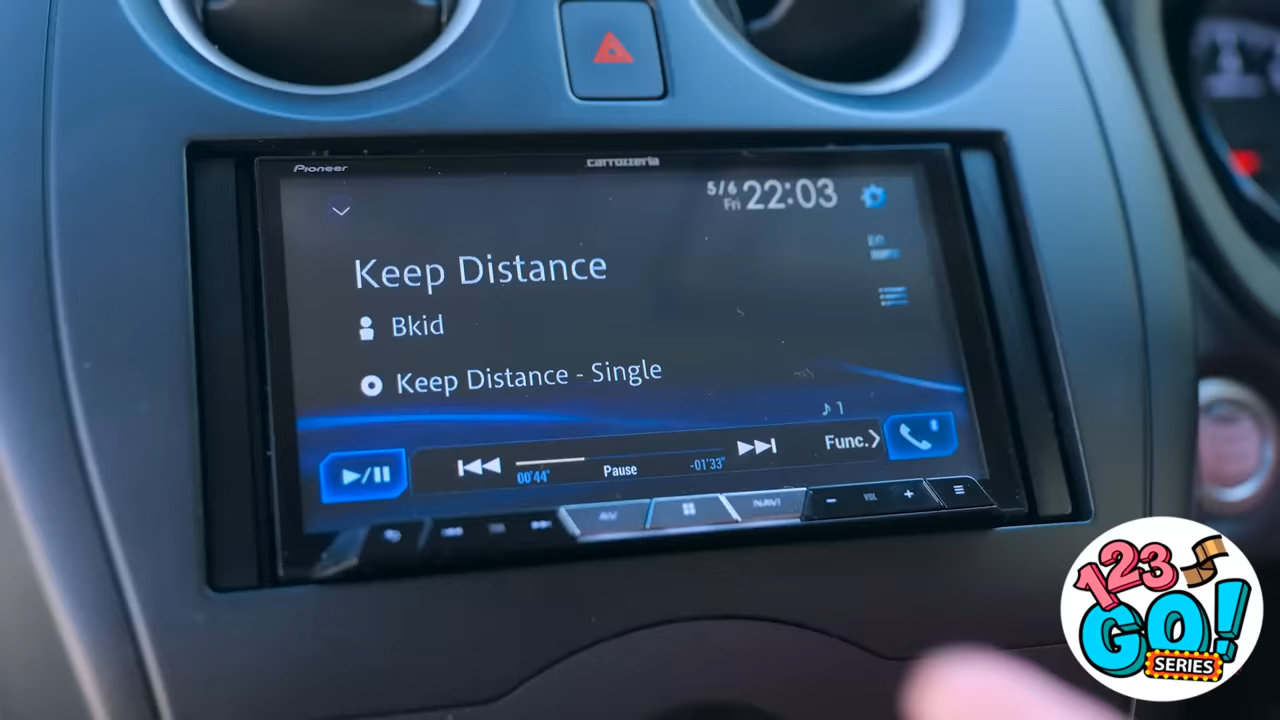 Pioneer
carrozzeria
5/6
Fri
22:03
Keep Distance
Bkid
Keep Distance - Single
♪ 1
00'44"
Pause
-01'33"
Func.
AV
NAVI
- VOL +
123
GO!
SERIES